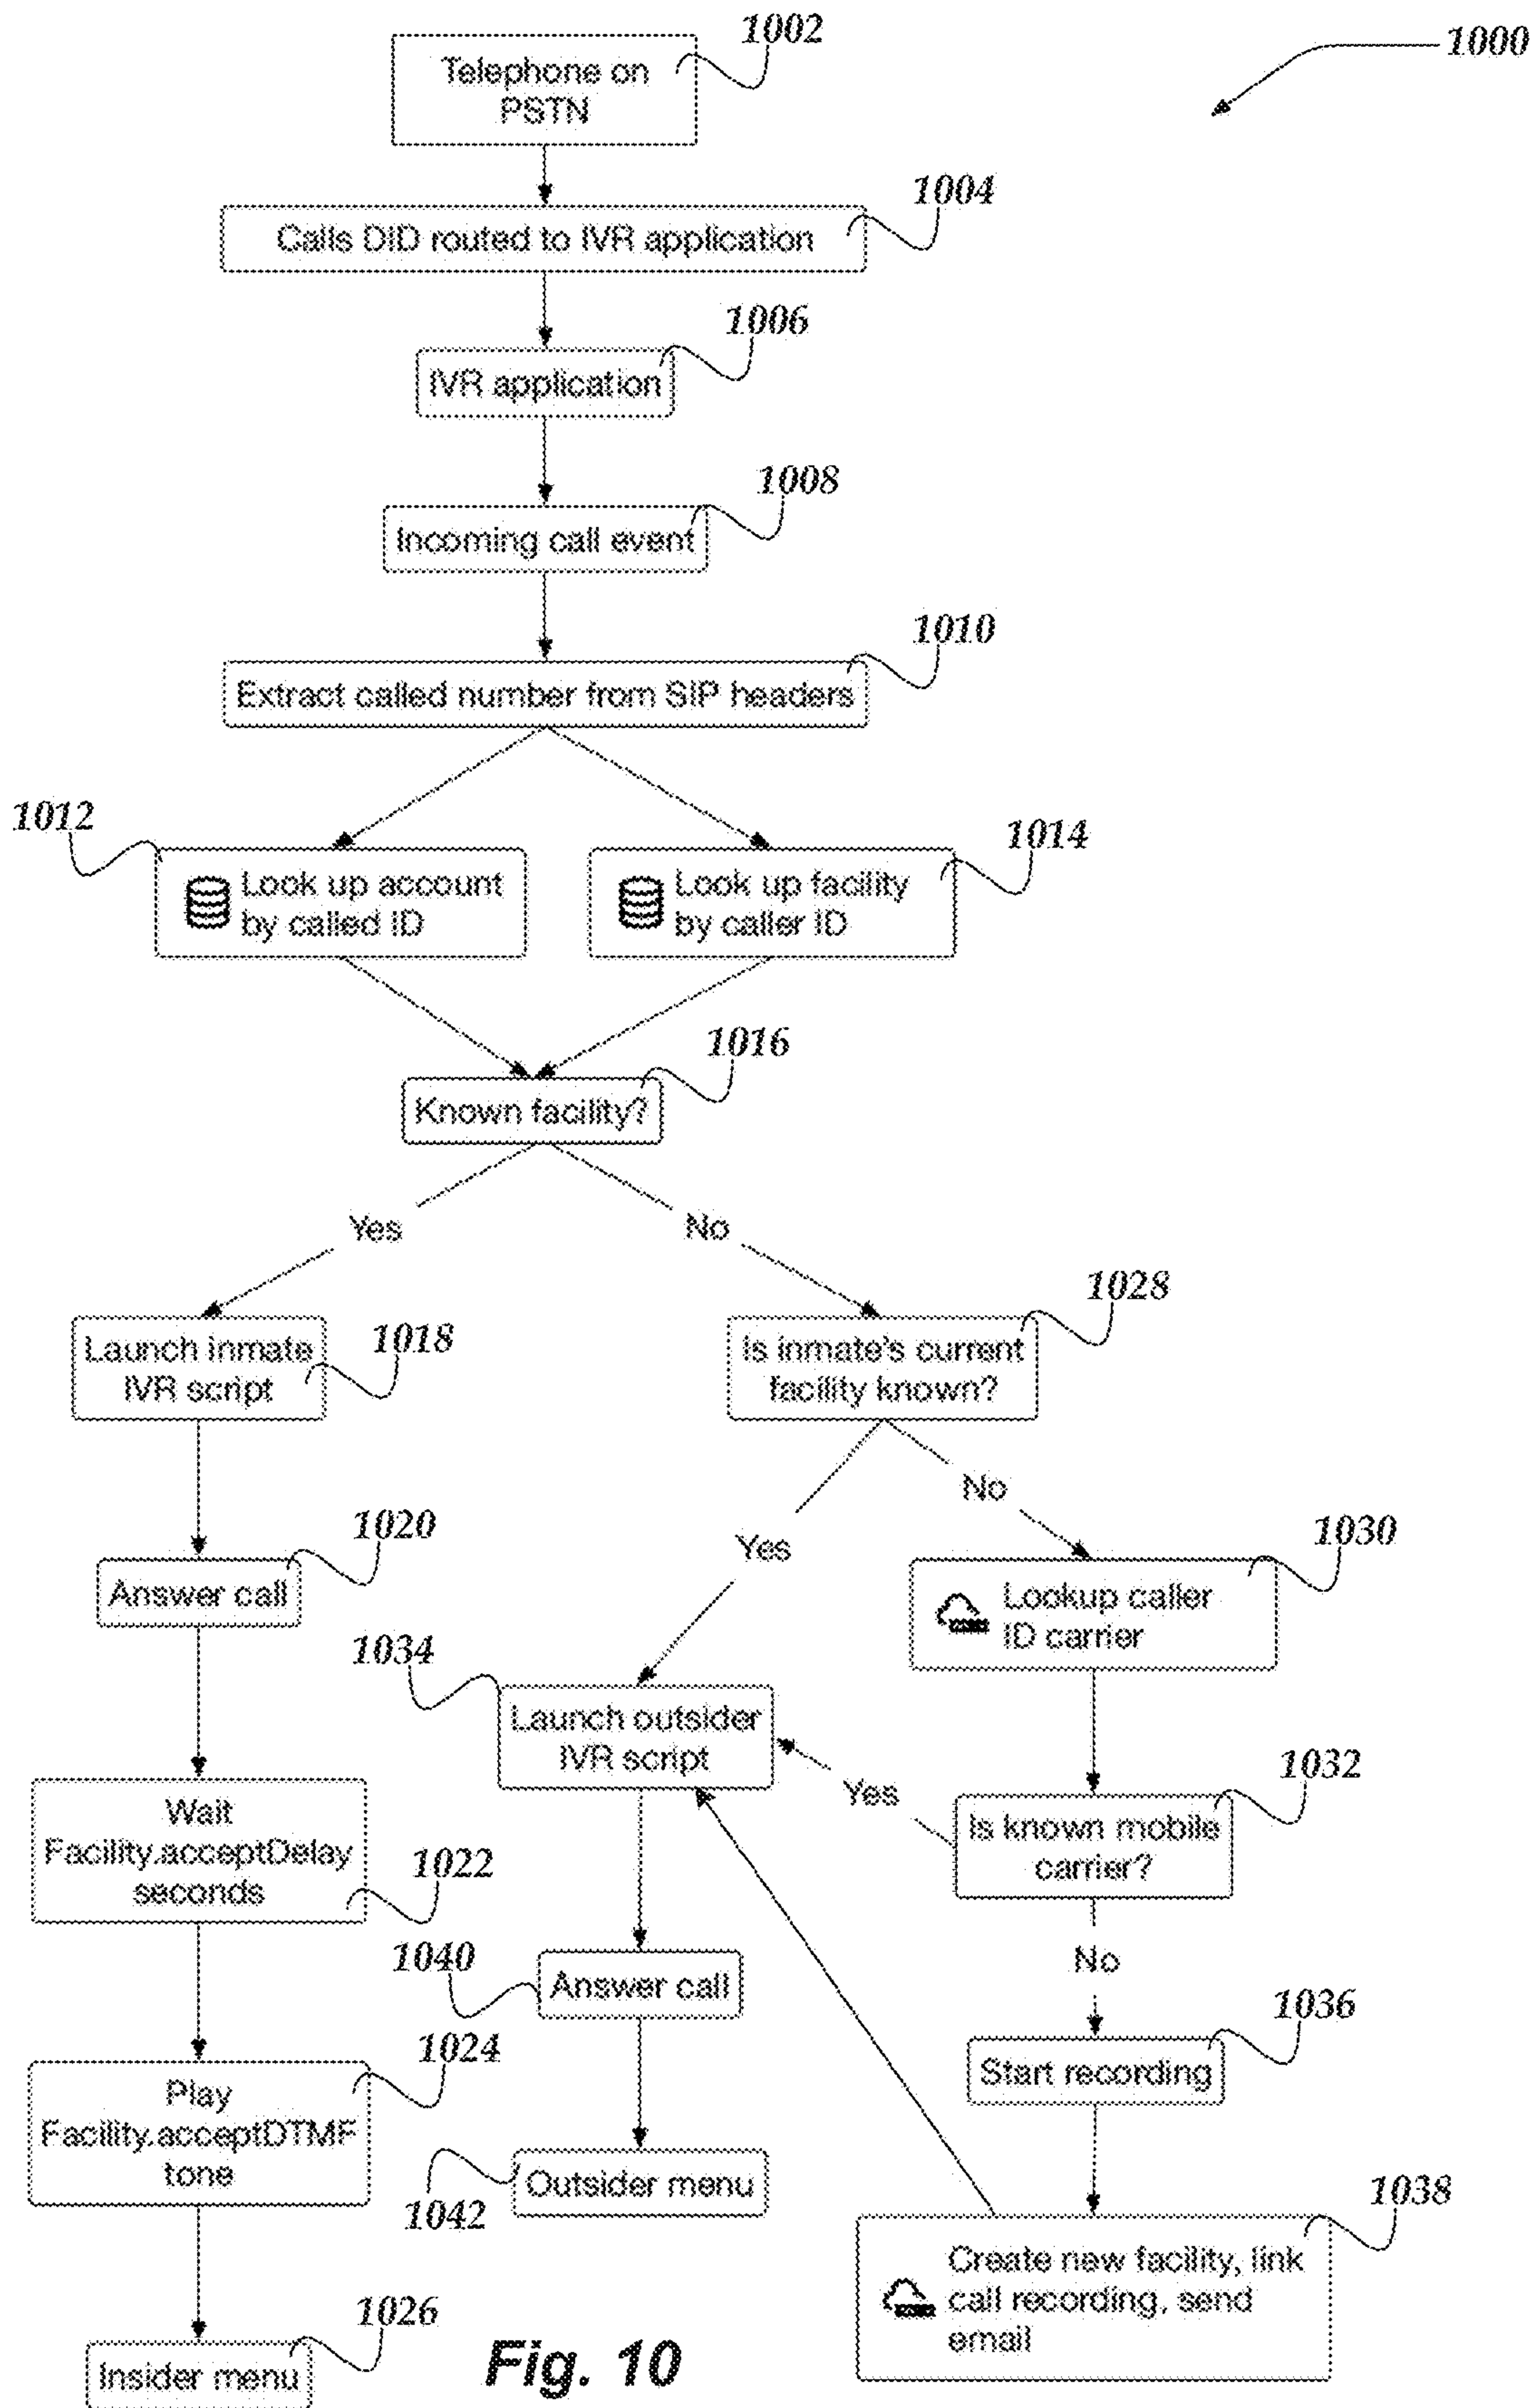 1002
1000
Telephone on
PSTN
1004
Calls DID routed to IVR application
1006
IVR application
1008
Incoming call event
1010
Extract called number from SIP headers
1012
1014
Look up account
by called ID
Look up facility
by caller ID
1016
Known facility?
Yes
No
1028
1018
Launch inmate
IVR script
Is inmate's current
facility known?
No
1020
Yes
1030
Answer call
Lookup caller
ID carrier
1034
Launch outsider
IVR script
1032
Yes
Wait
Facility.acceptDelay
seconds
Is known mobile
carrier?
1022
1040
No
Answer call
1036
1024
Start recording
Play
Facility.acceptDTMF
tone
Outsider menu
1042
1038
Create new facility, link
call recording, send
email
1026
Insider menu
Fig. 10